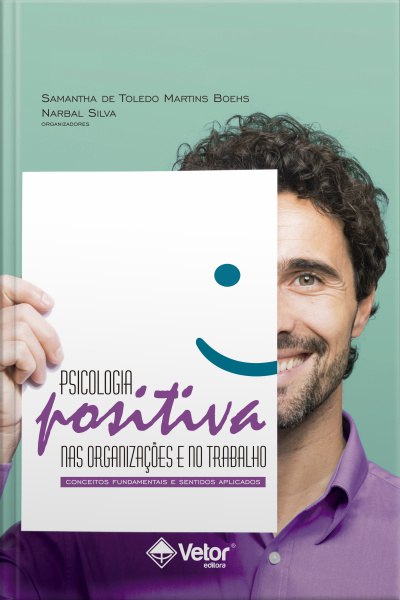 Samantha de Toledo Martins Boehs
Narbal Silva
ORGANIZADORES
PSICOLOGIA
positiva
NAS ORGANIZAÇÕES E NO TRABALHO
CONCEITOS FUNDAMENTAIS E SENTIDOS APLICADOS
Vetor®
editora